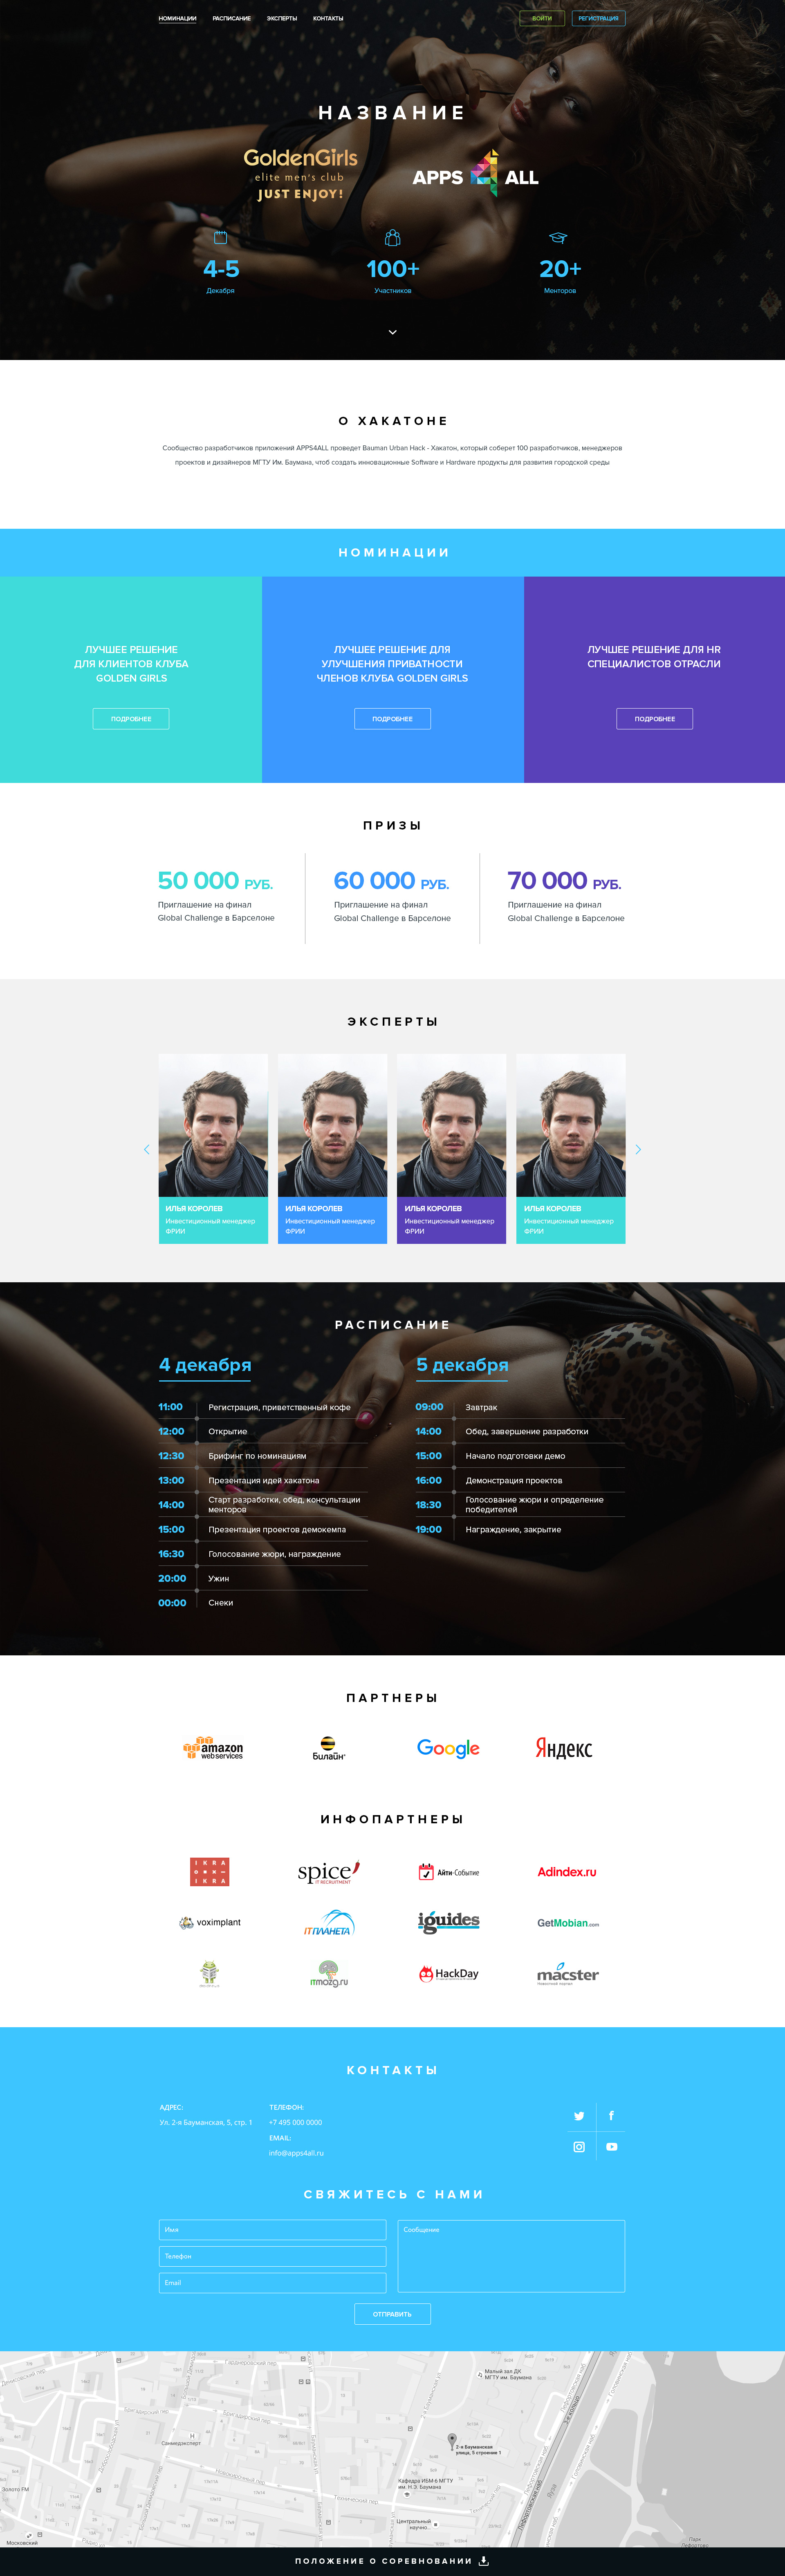 НОМИНАЦИИ РАСПИСАНИЕ ЭКСПЕРТЫ КОНТАКТЫ ВОЙТИ РЕГИСТРАЦИЯ
НАЗВАНИЕ
GoldenGirls
elite men's club
JUST ENJOY!
APPS 4 ALL
4-5
Декабря
100+
Участников
20+
Менторов
О ХАКАТОНЕ
Сообщество разработчиков приложений APPS4ALL проведет Bauman Urban Hack - Хакатон, который соберет 100 разработчиков, менеджеров
проектов и дизайнеров МГТУ Им. Баумана, чтоб создать инновационные Software и Hardware продукты для развития городской среды
НОМИНАЦИИ
ЛУЧШЕЕ РЕШЕНИЕ
ДЛЯ КЛИЕНТОВ КЛУБА
GOLDEN GIRLS
ПОДРОБНЕЕ
ЛУЧШЕЕ РЕШЕНИЕ ДЛЯ
УЛУЧШЕНИЯ ПРИВАТНОСТИ
ЧЛЕНОВ КЛУБА GOLDEN GIRLS
ПОДРОБНЕЕ
ЛУЧШЕЕ РЕШЕНИЕ ДЛЯ HR
СПЕЦИАЛИСТОВ ОТРАСЛИ
ПОДРОБНЕЕ
ПРИЗЫ
50 000 РУБ.
Приглашение на финал
Global Challenge в Барселоне
60 000 РУБ.
Приглашение на финал
Global Challenge в Барселоне
70 000 РУБ.
Приглашение на финал
Global Challenge в Барселоне
ЭКСПЕРТЫ
ИЛЬЯ КОРОЛЕВ
Инвестиционный менеджер
ФРИИ
ИЛЬЯ КОРОЛЕВ
Инвестиционный менеджер
ФРИИ
ИЛЬЯ КОРОЛЕВ
Инвестиционный менеджер
ФРИИ
ИЛЬЯ КОРОЛЕВ
Инвестиционный менеджер
ФРИИ
РАСПИСАНИЕ
4 декабря
11:00 Регистрация, приветственный кофе
12:00 Открытие
12:30 Брифинг по номинациям
13:00 Презентация идей хакатона
14:00 Старт разработки, обед, консультации
менторов
15:00 Презентация проектов демокемпа
16:30 Голосование жюри, награждение
20:00 Ужин
00:00 Снеки
5 декабря
09:00 Завтрак
14:00 Обед, завершение разработки
15:00 Начало подготовки демо
16:00 Демонстрация проектов
18:30 Голосование жюри и определение
победителей
19:00 Награждение, закрытие
ПАРТНЕРЫ
amazon
webservices
Билайн
Google
Яндекс
ИНФОПАРТНЕРЫ
IKRA
IKRA
spice
IT RECRUITMENT
Айти-Событие
Adindex.ru
voximplant
ITПЛАНЕТА
iguides
GetMobian.com
itmozg.ru
HackDay
macster
КОНТАКТЫ
АДРЕС:
Ул. 2-я Бауманская, 5, стр. 1
ТЕЛЕФОН:
+7 495 000 0000
EMAIL:
info@apps4all.ru
СВЯЖИТЕСЬ С НАМИ
Имя
Телефон
Email
Сообщение
ОТПРАВИТЬ
Малый зал ДК
МГТУ им. Баумана
Санмедэксперт
2-я Бауманская
улица, 5 строение 1
Кафедра ИБМ-6 МГТУ
им. Н.Э. Баумана
Золото FM
Центральный
научно...
Московский
Парк
Лефортово
ПОЛОЖЕНИЕ О СОРЕВНОВАНИИ